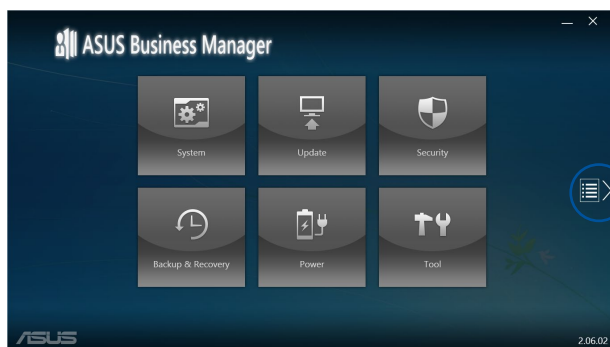 ASUS Business Manager
System
Update
Security
Backup & Recovery
Power
Tool
ASUS
2.06.02